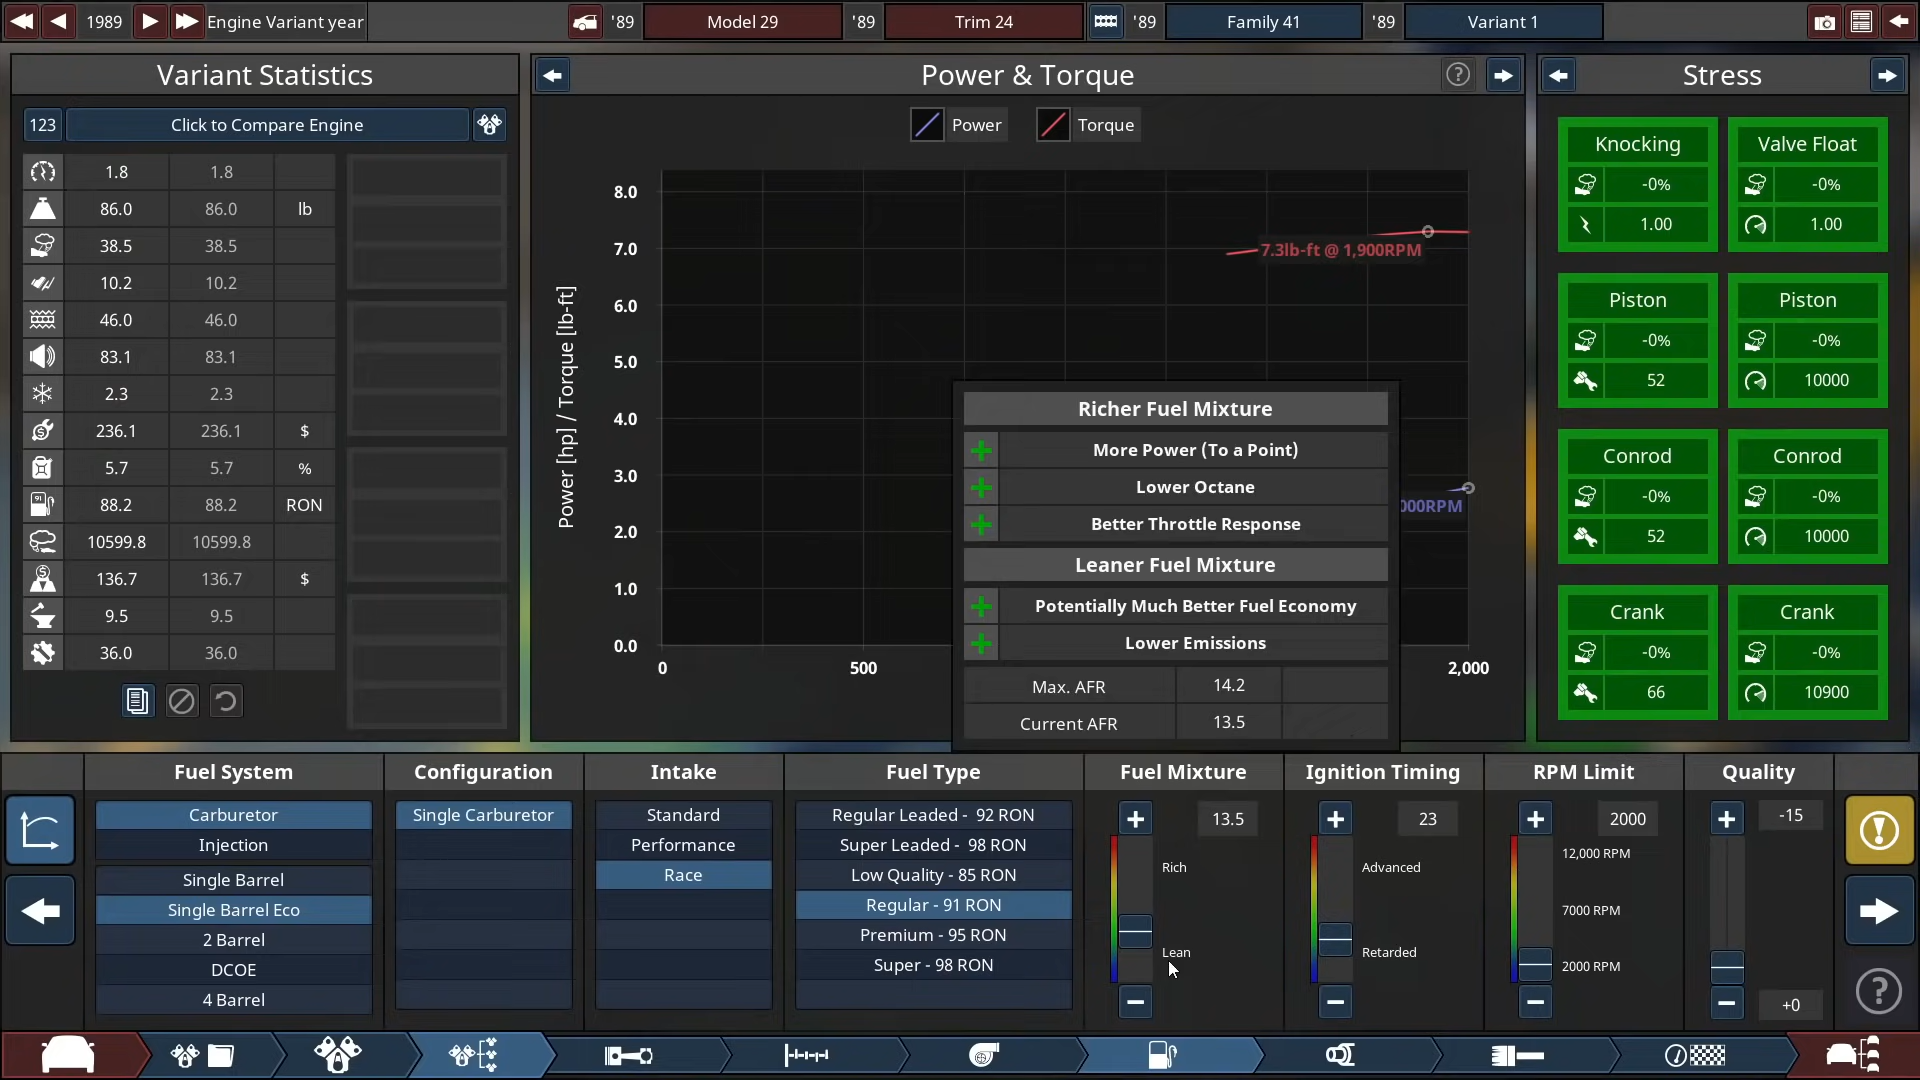 1989
Engine Variant year
'89
Model 29
'89
Trim 24
'89
Family 41
'89
Variant 1
Variant Statistics
123
Click to Compare Engine
1.8 1.8
86.0 86.0 lb
38.5 38.5
10.2 10.2
46.0 46.0
83.1 83.1
2.3 2.3
236.1 236.1 $
5.7 5.7 %
88.2 88.2 RON
10599.8 10599.8
136.7 136.7 $
9.5 9.5
36.0 36.0
Power & Torque
?
Power
Torque
Power [hp] / Torque [lb-ft]
8.0
7.0
6.0
5.0
4.0
3.0
2.0
1.0
0.0
0
500
2,000
7.3lb-ft @ 1,900RPM
000RPM
Richer Fuel Mixture
More Power (To a Point)
Lower Octane
Better Throttle Response
Leaner Fuel Mixture
Potentially Much Better Fuel Economy
Lower Emissions
Max. AFR 14.2
Current AFR 13.5
Stress
Knocking
-0%
1.00
Valve Float
-0%
1.00
Piston
-0%
52
Piston
-0%
10000
Conrod
-0%
52
Conrod
-0%
10000
Crank
-0%
66
Crank
-0%
10900
Fuel System
Carburetor
Injection
Single Barrel
Single Barrel Eco
2 Barrel
DCOE
4 Barrel
Configuration
Single Carburetor
Intake
Standard
Performance
Race
Fuel Type
Regular Leaded - 92 RON
Super Leaded - 98 RON
Low Quality - 85 RON
Regular - 91 RON
Premium - 95 RON
Super - 98 RON
Fuel Mixture
13.5
Rich
Lean
Ignition Timing
23
Advanced
Retarded
RPM Limit
2000
12,000 RPM
7000 RPM
2000 RPM
Quality
-15
+0
?